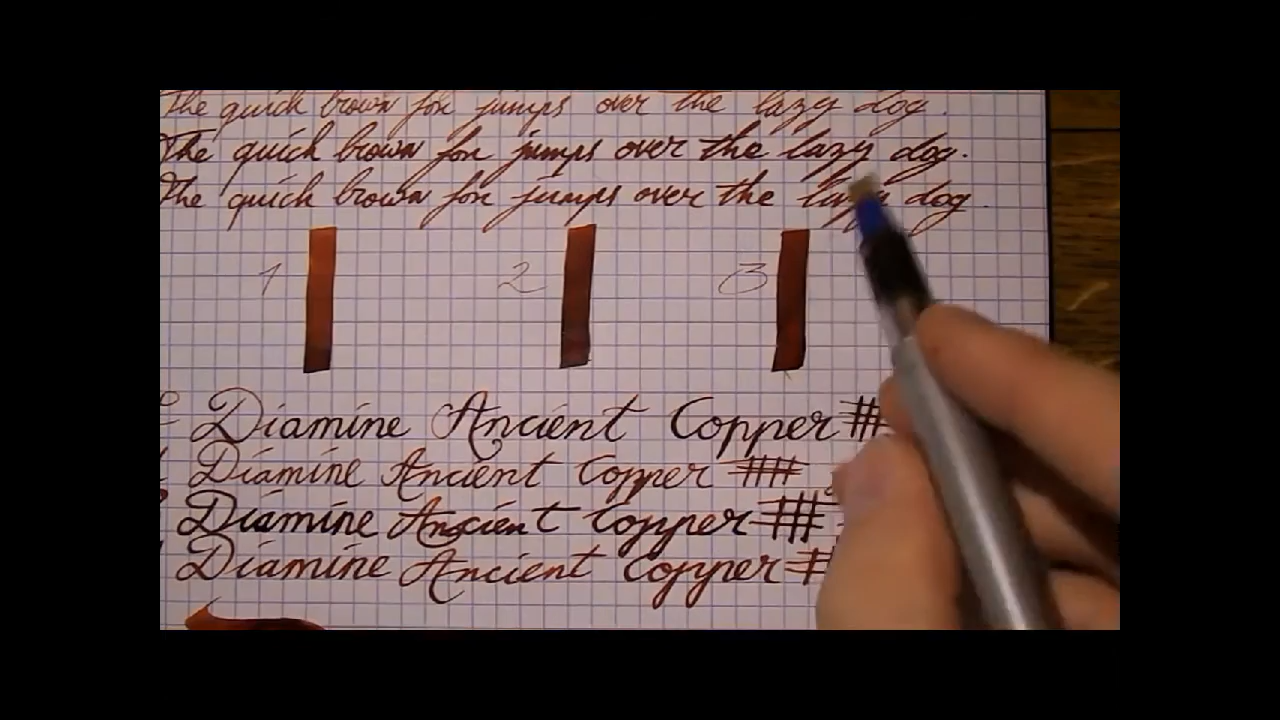 The quick brown fox jumps over the lazy dog.
The quick brown fox jumps over the lazy dog.
The quick brown fox jumps over the lazy dog.
1 2 3
Diamine Ancient Copper #
Diamine Ancient Copper ##
Diamine Ancient Copper ##
Diamine Ancient Copper #